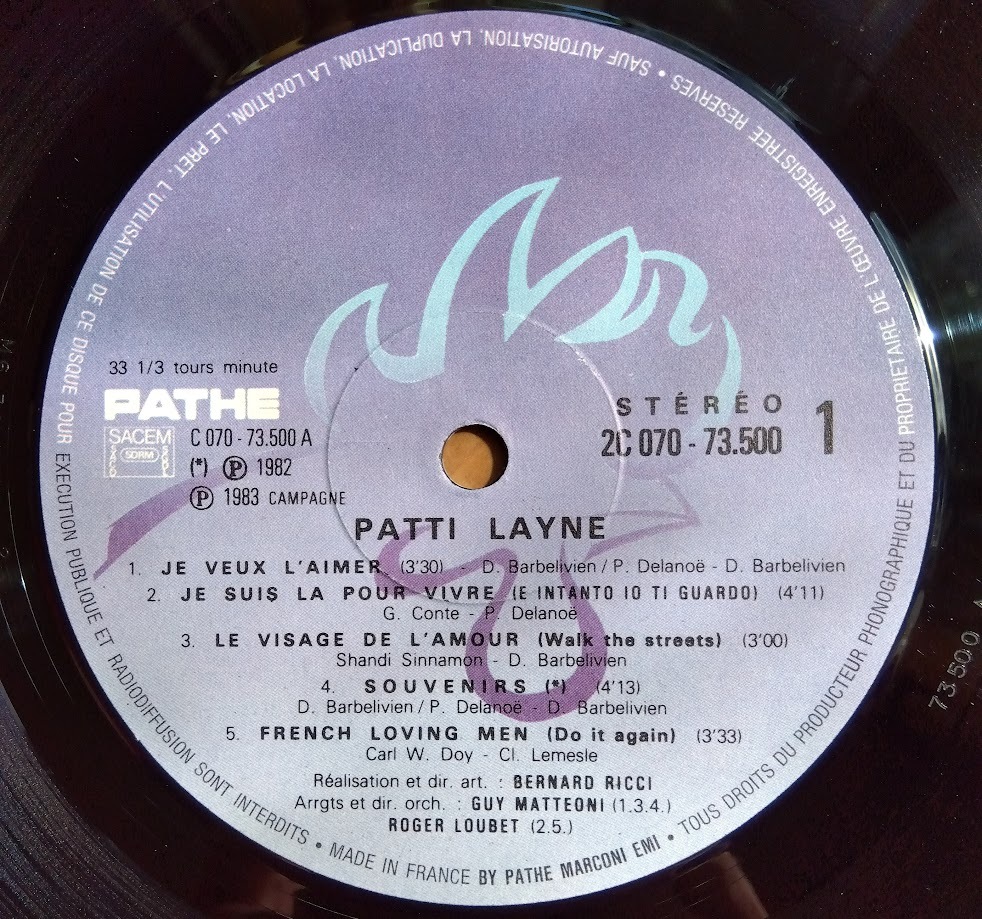 SAUF AUTORISATION, LA DUPLICATION, LA LOCATION, LE PRET, L'UTILISATION DE CE DISQUE POUR EXECUTION PUBLIQUE ET RADIODIFFUSION SONT INTERDITS • MADE IN FRANCE BY PATHE MARCONI EMI • TOUS DROITS DU PRODUCTEUR PHONOGRAPHIQUE ET DU PROPRIETAIRE DE L'ŒUVRE ENREGISTREE RESERVES •
33 1/3 tours minute
PATHE
SACEM
SDRM
C 070 - 73.500 A
(*) Ⓟ 1982
Ⓟ 1983 CAMPAGNE
STÉRÉO
2C 070 - 73.500
1
PATTI LAYNE
1. JE VEUX L'AIMER (3'30) - D. Barbelivien / P. Delanoë - D. Barbelivien
2. JE SUIS LA POUR VIVRE (E INTANTO IO TI GUARDO) (4'11)
G. Conte - P. Delanoë
3. LE VISAGE DE L'AMOUR (Walk the streets) (3'00)
Shandi Sinnamon - D. Barbelivien
4. SOUVENIRS (*) (4'13)
D. Barbelivien / P. Delanoë - D. Barbelivien
5. FRENCH LOVING MEN (Do it again) (3'33)
Carl W. Doy - Cl. Lemesle
Réalisation et dir. art. : BERNARD RICCI
Arrgts et dir. orch. : GUY MATTEONI (1.3.4.)
ROGER LOUBET (2.5.)
73.500 A